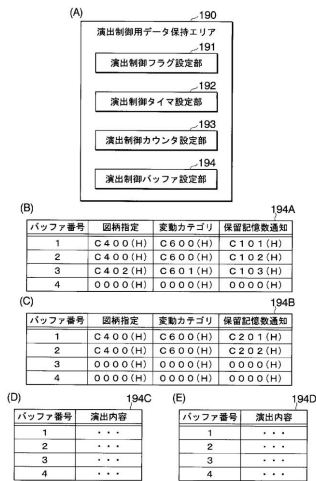 (A)
190
演出制御用データ保持エリア
191
演出制御フラグ設定部
192
演出制御タイマ設定部
193
演出制御カウンタ設定部
194
演出制御バッファ設定部
(B)
194A
バッファ番号 図柄指定 変動カテゴリ 保留記憶数通知
1 C400(H) C600(H) C101(H)
2 C400(H) C600(H) C102(H)
3 C402(H) C601(H) C103(H)
4 0000(H) 0000(H) 0000(H)
(C)
194B
バッファ番号 図柄指定 変動カテゴリ 保留記憶数通知
1 C400(H) C600(H) C201(H)
2 C400(H) C600(H) C202(H)
3 0000(H) 0000(H) 0000(H)
4 0000(H) 0000(H) 0000(H)
(D)
194C
バッファ番号 演出内容
1 ・・・
2 ・・・
3 ・・・
4 ・・・
(E)
194D
バッファ番号 演出内容
1 ・・・
2 ・・・
3 ・・・
4 ・・・